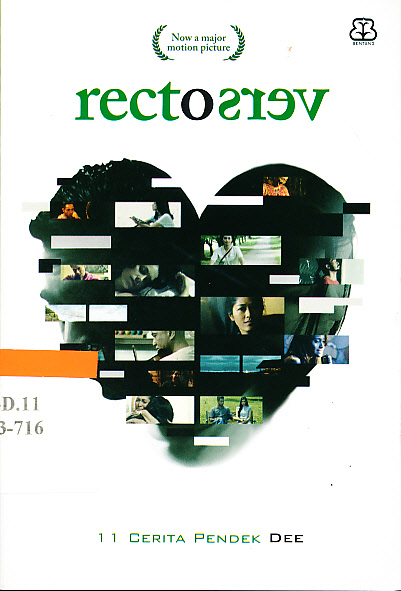 Now a major
motion picture
BENTANG
rectoverso
-D.11
3-716
11 CERITA PENDEK DEE